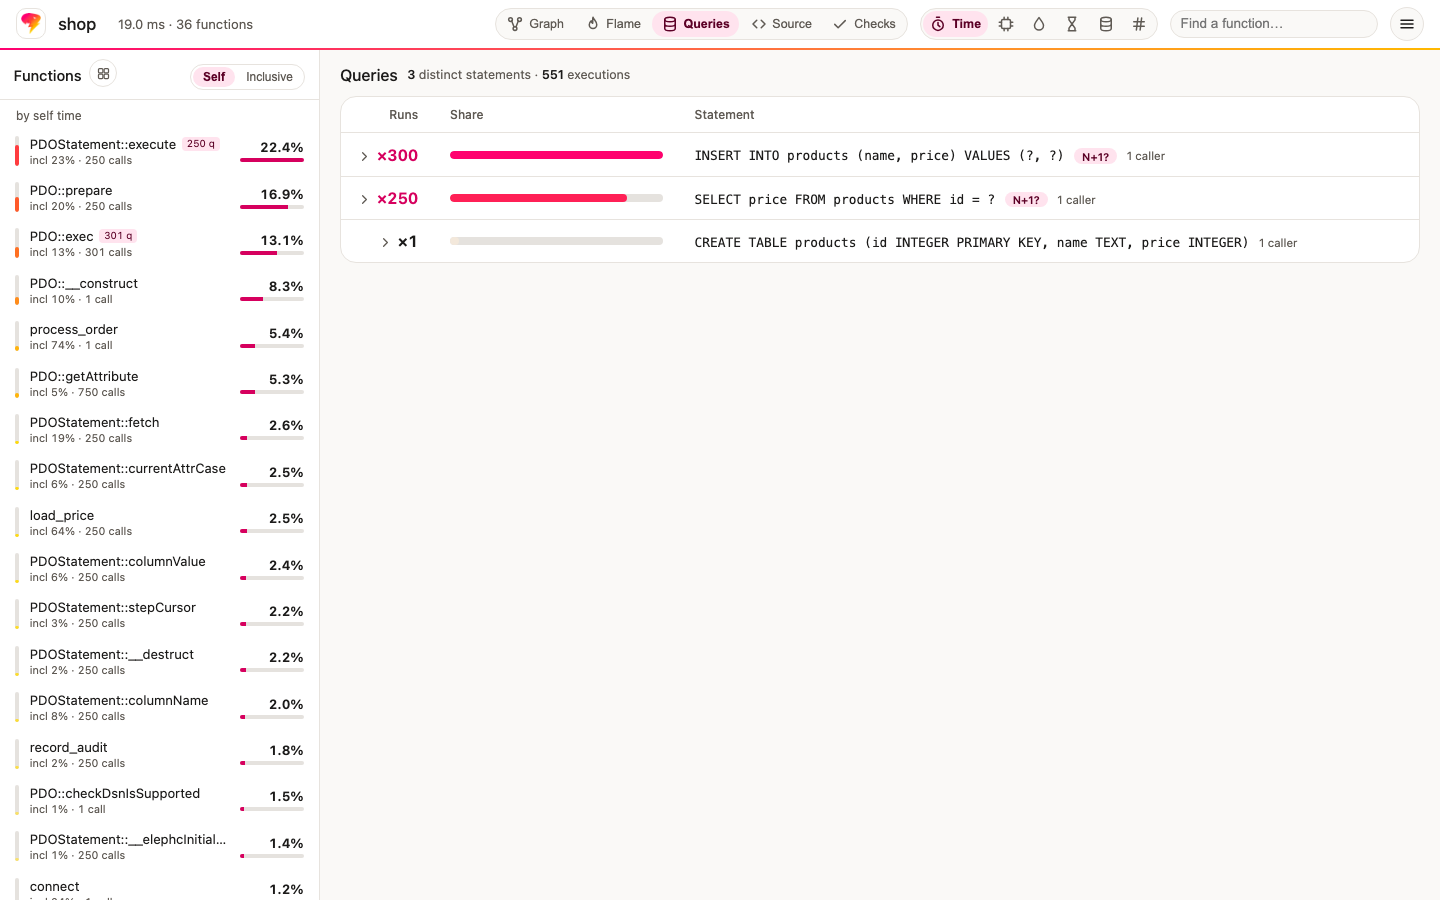 shop
19.0 ms · 36 functions
Graph
Flame
Queries
Source
Checks
Time
Find a function…
Functions
Self
Inclusive
by self time
PDOStatement::execute 250 q 22.4%
incl 23% · 250 calls
PDO::prepare 16.9%
incl 20% · 250 calls
PDO::exec 301 q 13.1%
incl 13% · 301 calls
PDO::__construct 8.3%
incl 10% · 1 call
process_order 5.4%
incl 74% · 1 call
PDO::getAttribute 5.3%
incl 5% · 750 calls
PDOStatement::fetch 2.6%
incl 19% · 250 calls
PDOStatement::currentAttrCase 2.5%
incl 6% · 250 calls
load_price 2.5%
incl 64% · 250 calls
PDOStatement::columnValue 2.4%
incl 6% · 250 calls
PDOStatement::stepCursor 2.2%
incl 3% · 250 calls
PDOStatement::__destruct 2.2%
incl 2% · 250 calls
PDOStatement::columnName 2.0%
incl 8% · 250 calls
record_audit 1.8%
incl 2% · 250 calls
PDO::checkDsnIsSupported 1.5%
incl 1% · 1 call
PDOStatement::__elephcInitial… 1.4%
incl 1% · 250 calls
connect 1.2%
Queries 3 distinct statements · 551 executions
Runs Share Statement
×300 INSERT INTO products (name, price) VALUES (?, ?) N+1? 1 caller
×250 SELECT price FROM products WHERE id = ? N+1? 1 caller
×1 CREATE TABLE products (id INTEGER PRIMARY KEY, name TEXT, price INTEGER) 1 caller